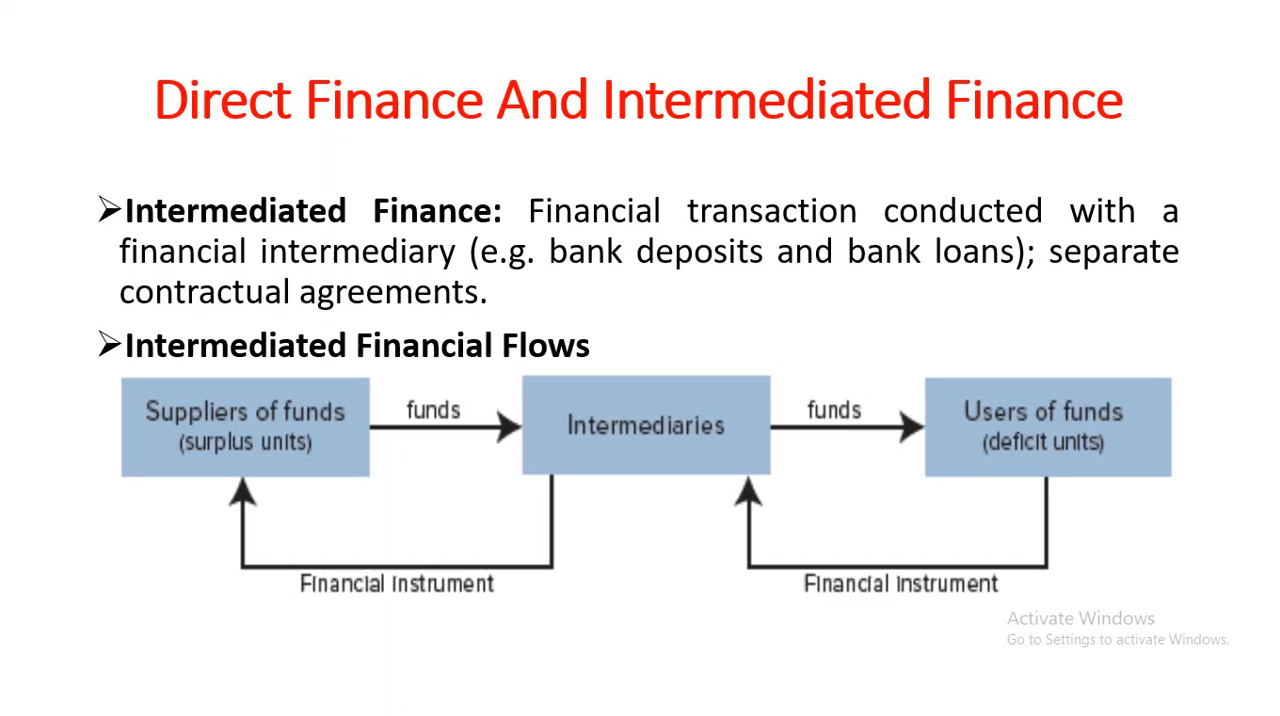 Direct Finance And Intermediated Finance
➢Intermediated Finance: Financial transaction conducted with a
financial intermediary (e.g. bank deposits and bank loans); separate
contractual agreements.
➢Intermediated Financial Flows
Suppliers of funds
(surplus units)
funds
Intermediaries
funds
Users of funds
(deficit units)
Financial instrument
Financial instrument
Activate Windows
Go to Settings to activate Windows.